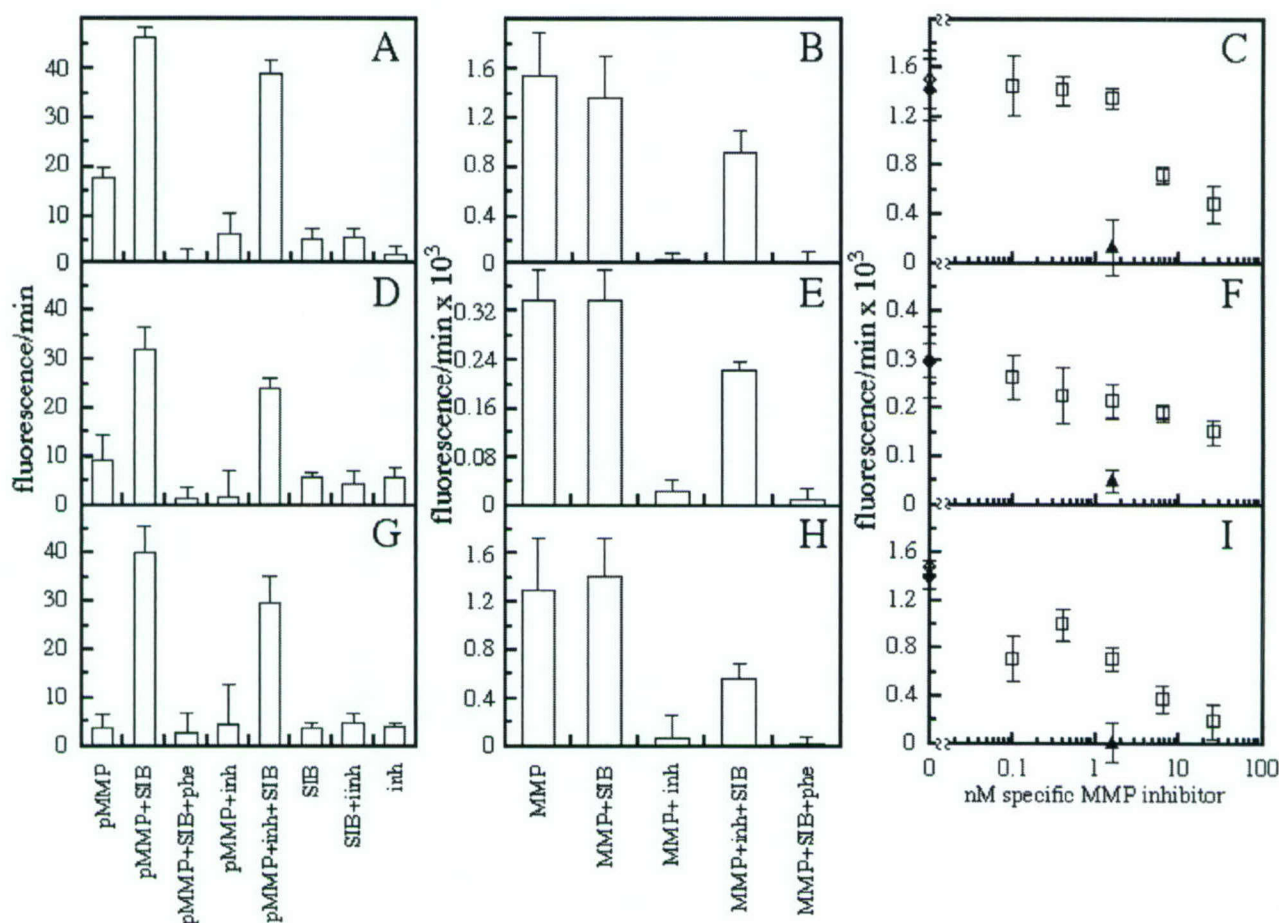 A
40
30
20
10
0
B
1.6
1.2
0.8
0.4
0
C
1.6
1.2
0.8
0.4
0
D
40
30
20
10
0
E
0.32
0.24
0.16
0.08
0
F
0.4
0.3
0.2
0.1
0
G
40
30
20
10
0
H
1.6
1.2
0.8
0.4
0
I
1.6
1.2
0.8
0.4
0
fluorescence/min
fluorescence/min x 10³
fluorescence/min x 10³
pMMP
pMMP+SIB
pMMP+SIB+phe
pMMP+inh
pMMP+inh+SIB
SIB
SIB+iinh
inh
MMP
MMP+SIB
MMP+ inh
MMP+inh+SIB
MMP+SIB+phe
0
0.1
1
10
100
nM specific MMP inhibitor